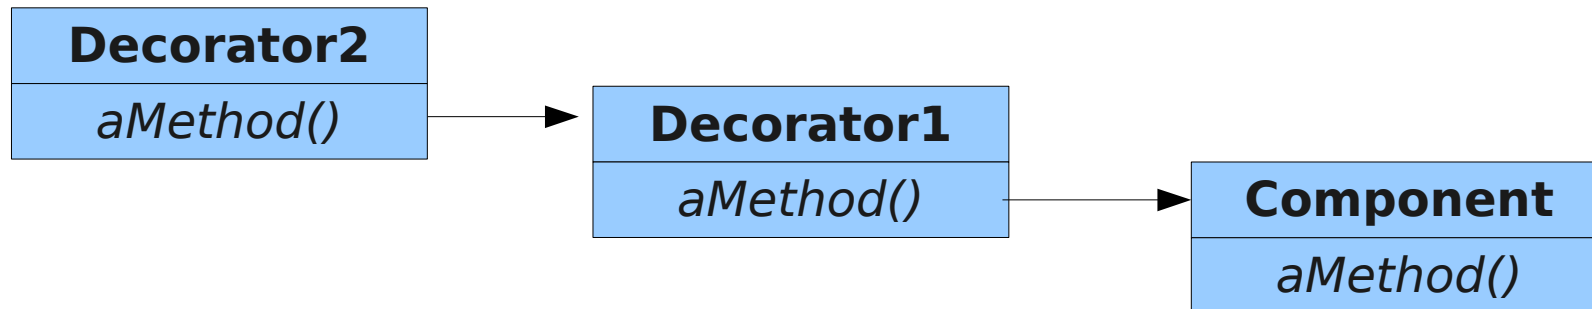 Decorator2
aMethod()
Decorator1
aMethod()
Component
aMethod()